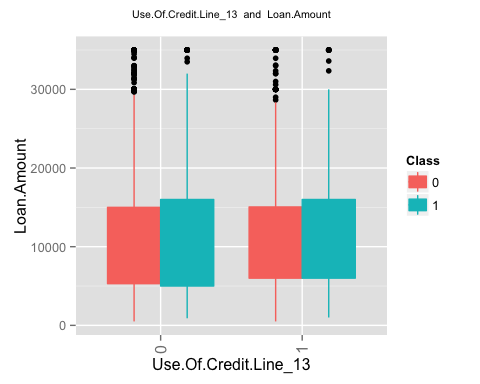 Use.Of.Credit.Line_13 and Loan.Amount
Loan.Amount
30000
20000
10000
0
0
1
Use.Of.Credit.Line_13
Class
0
1